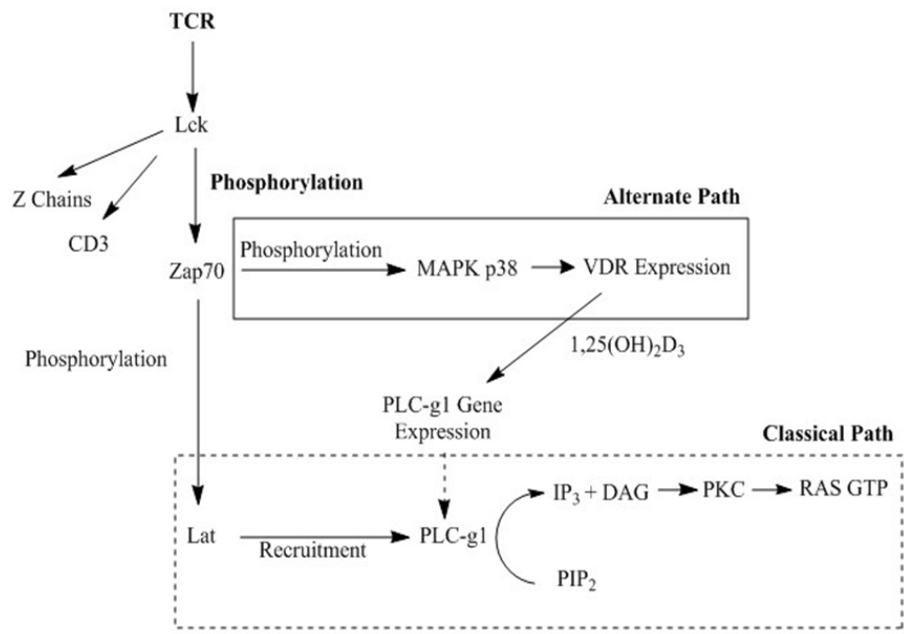 TCR
Lck
Phosphorylation
Z Chains
Alternate Path
CD3
Phosphorylation
Zap70
MAPK p38
VDR Expression
1,25(OH)₂D₃
Phosphorylation
PLC-g1 Gene
Expression
Classical Path
IP₃ + DAG
PKC
RAS GTP
Lat
Recruitment
PLC-g1
PIP₂